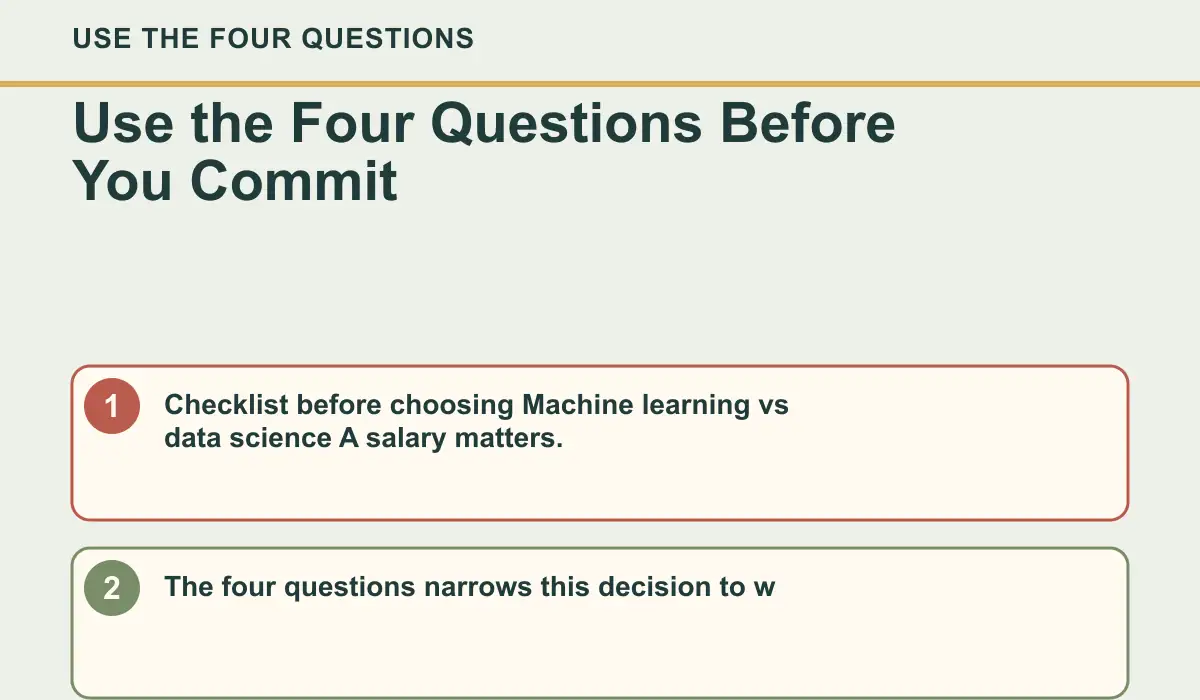 USE THE FOUR QUESTIONS
Use the Four Questions Before
You Commit
1
Checklist before choosing Machine learning vs
data science A salary matters.
2
The four questions narrows this decision to w